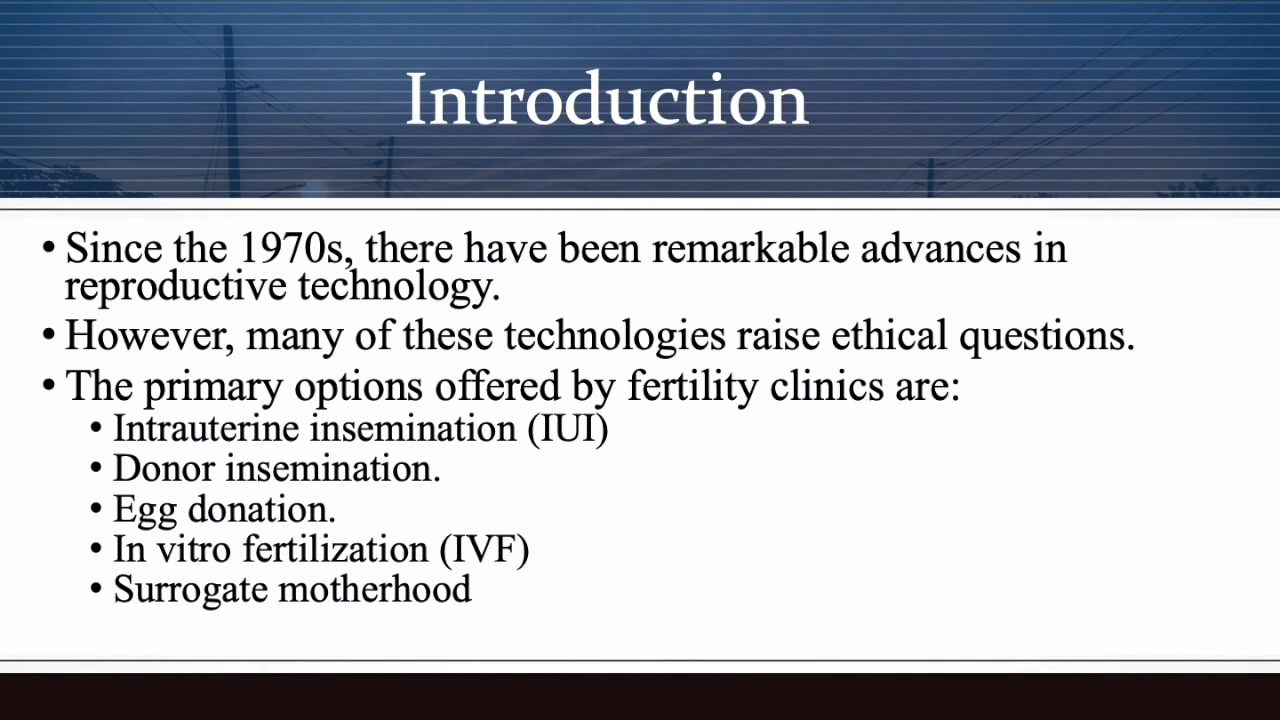 Introduction
• Since the 1970s, there have been remarkable advances in
reproductive technology.
• However, many of these technologies raise ethical questions.
• The primary options offered by fertility clinics are:
• Intrauterine insemination (IUI)
• Donor insemination.
• Egg donation.
• In vitro fertilization (IVF)
• Surrogate motherhood